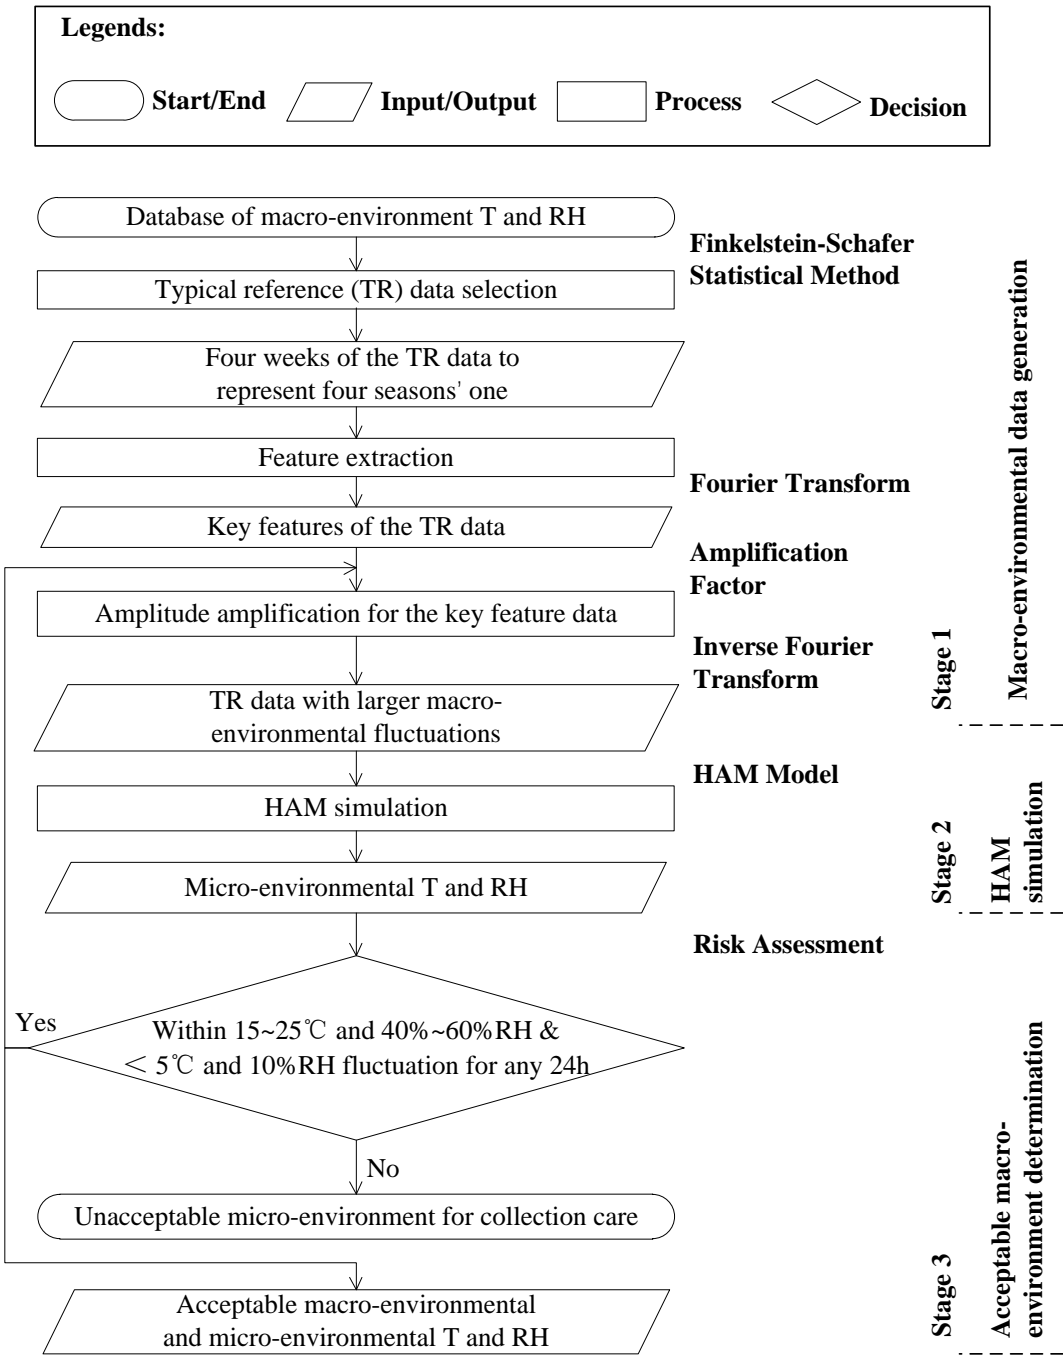 Legends:
Start/End
Input/Output
Process
Decision
Database of macro-environment T and RH
Finkelstein-Schafer
Statistical Method
Typical reference (TR) data selection
Four weeks of the TR data to
represent four seasons' one
Feature extraction
Fourier Transform
Key features of the TR data
Amplification
Factor
Amplitude amplification for the key feature data
Inverse Fourier
Transform
TR data with larger macro-
environmental fluctuations
Stage 1
Macro-environmental data generation
HAM Model
HAM simulation
Micro-environmental T and RH
Stage 2
HAM
simulation
Risk Assessment
Yes
Within 15~25℃ and 40%~60%RH &
< 5℃ and 10%RH fluctuation for any 24h
No
Unacceptable micro-environment for collection care
Acceptable macro-environmental
and micro-environmental T and RH
Stage 3
Acceptable macro-
environment determination